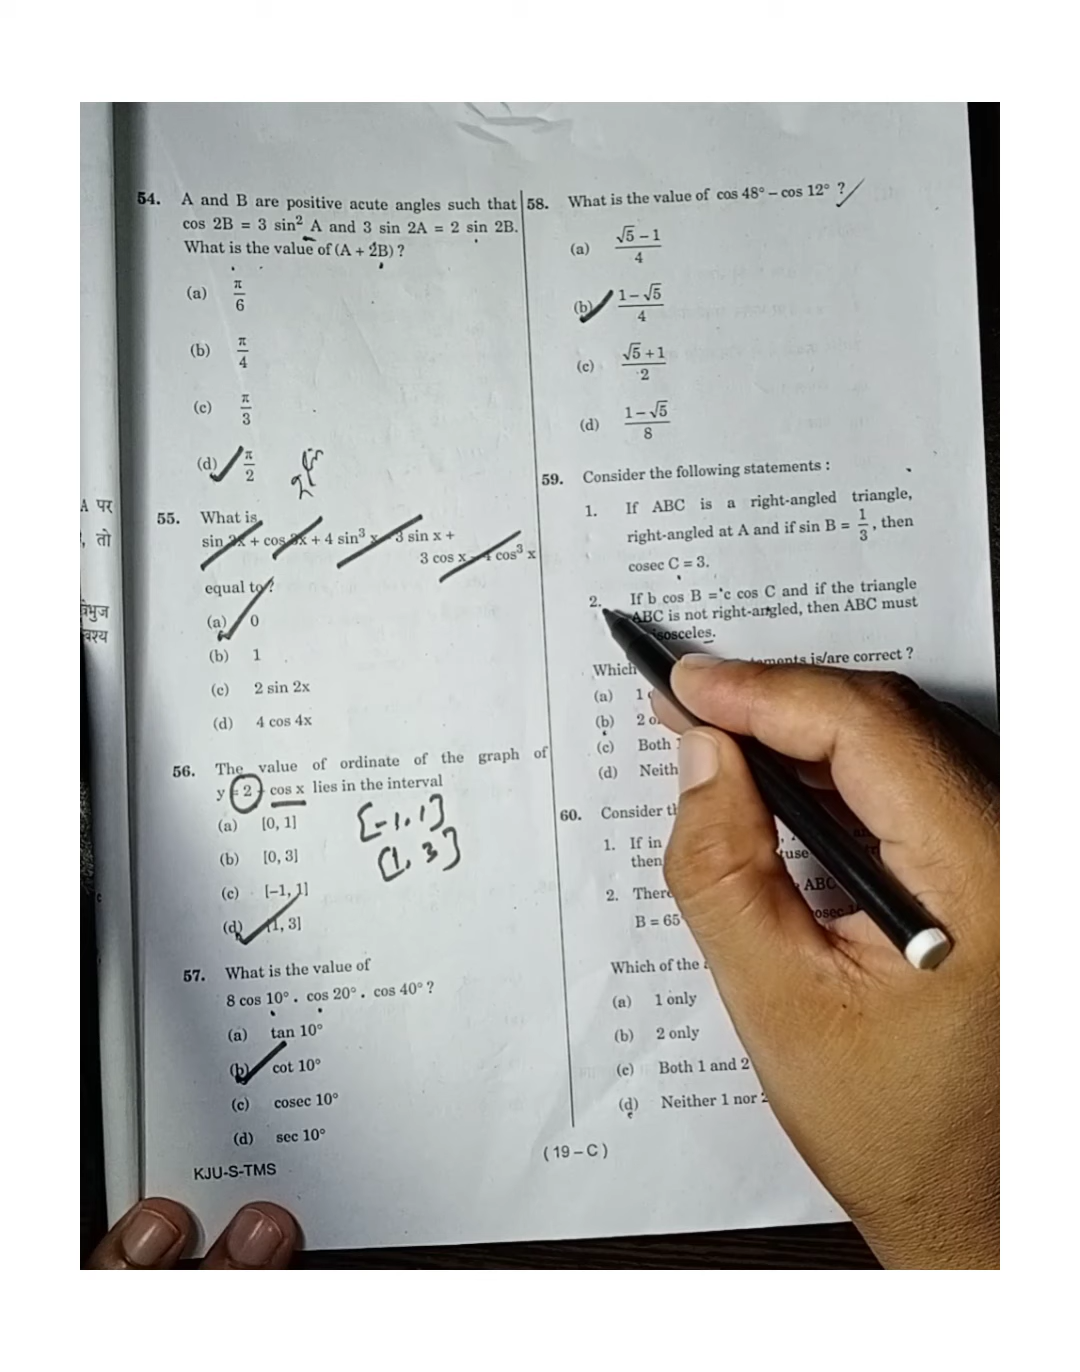 A पर
, तो
54. A and B are positive acute angles such that
cos 2B = 3 sin² A and 3 sin 2A = 2 sin 2B.
What is the value of (A + 2B) ?
(a) π/6
(b) π/4
(c) π/3
(d) π/2
55. What is
sin 3x + cos 3x + 4 sin³ x – 3 sin x +
3 cos x – 4 cos³ x
equal to ?
(a) 0
(b) 1
(c) 2 sin 2x
(d) 4 cos 4x
56. The value of ordinate of the graph of
y = 2 + cos x lies in the interval
(a) [0, 1]
(b) [0, 3]
(c) [–1, 1]
(d) [1, 3]
[-1, 1]
[1, 3]
57. What is the value of
8 cos 10° . cos 20° . cos 40° ?
(a) tan 10°
(b) cot 10°
(c) cosec 10°
(d) sec 10°
KJU-S-TMS
58. What is the value of cos 48° – cos 12° ?
(a) √5 – 1/4
(b) 1 – √5/4
(c) √5 + 1/2
(d) 1 – √5/8
59. Consider the following statements :
1. If ABC is a right-angled triangle,
right-angled at A and if sin B = 1/3, then
cosec C = 3.
2. If b cos B = c cos C and if the triangle
ABC is not right-angled, then ABC must
isosceles.
Which is/are correct ?
(a) 1
(b) 2
(c) Both
(d) Neith
60. Consider
1. If in
then
2. There ABC
B = 65
Which of the
(a) 1 only
(b) 2 only
(c) Both 1 and 2
(d) Neither 1 nor
( 19 – C )